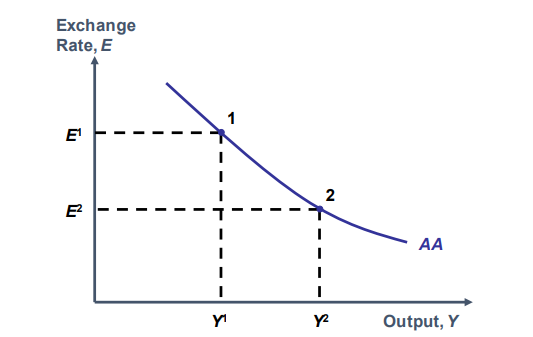 Exchange
Rate, E
1
E¹
2
E²
AA
Y¹
Y²
Output, Y